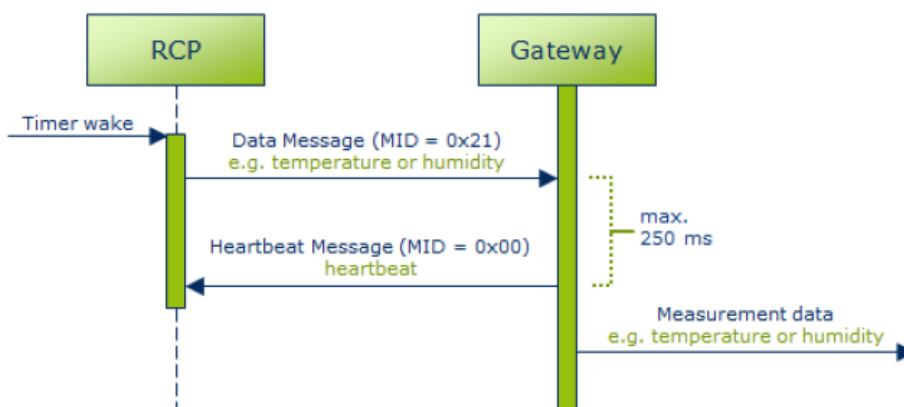 RCP
Gateway
Timer wake
Data Message (MID = 0x21)
e.g. temperature or humidity
max.
250 ms
Heartbeat Message (MID = 0x00)
heartbeat
Measurement data
e.g. temperature or humidity